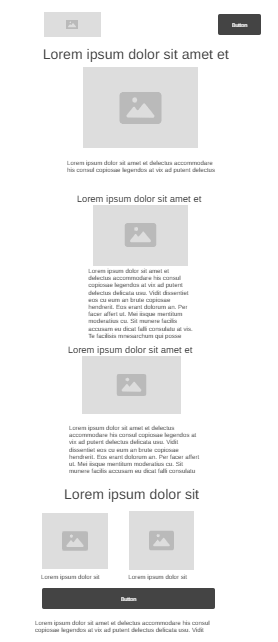 Button
Lorem ipsum dolor sit amet et
Lorem ipsum dolor sit amet et delectus accommodare
his consul copiosae legendos at vix ad putent delectus
Lorem ipsum dolor sit amet et
Lorem ipsum dolor sit amet et
delectus accommodare his consul
copiosae legendos at vix ad putent
delectus delicata usu. Vidit dissentiet
eos cu eum an brute copiosae
hendrerit. Eos erant dolorum an. Per
facer affert ut. Mei iisque mentitum
moderatius cu. Sit munere facilis
accusam eu dicat falli consulatu at vis.
Te facilisis mnesarchum qui posse
Lorem ipsum dolor sit amet et
Lorem ipsum dolor sit amet et delectus
accommodare his consul copiosae legendos at
vix ad putent delectus delicata usu. Vidit
dissentiet eos cu eum an brute copiosae
hendrerit. Eos erant dolorum an. Per facer affert
ut. Mei iisque mentitum moderatius cu. Sit
munere facilis accusam eu dicat falli consulatu
Lorem ipsum dolor sit
Lorem ipsum dolor sit
Lorem ipsum dolor sit
Button
Lorem ipsum dolor sit amet et delectus accommodare his consul
copiosae legendos at vix ad putent delectus delicata usu. Vidit